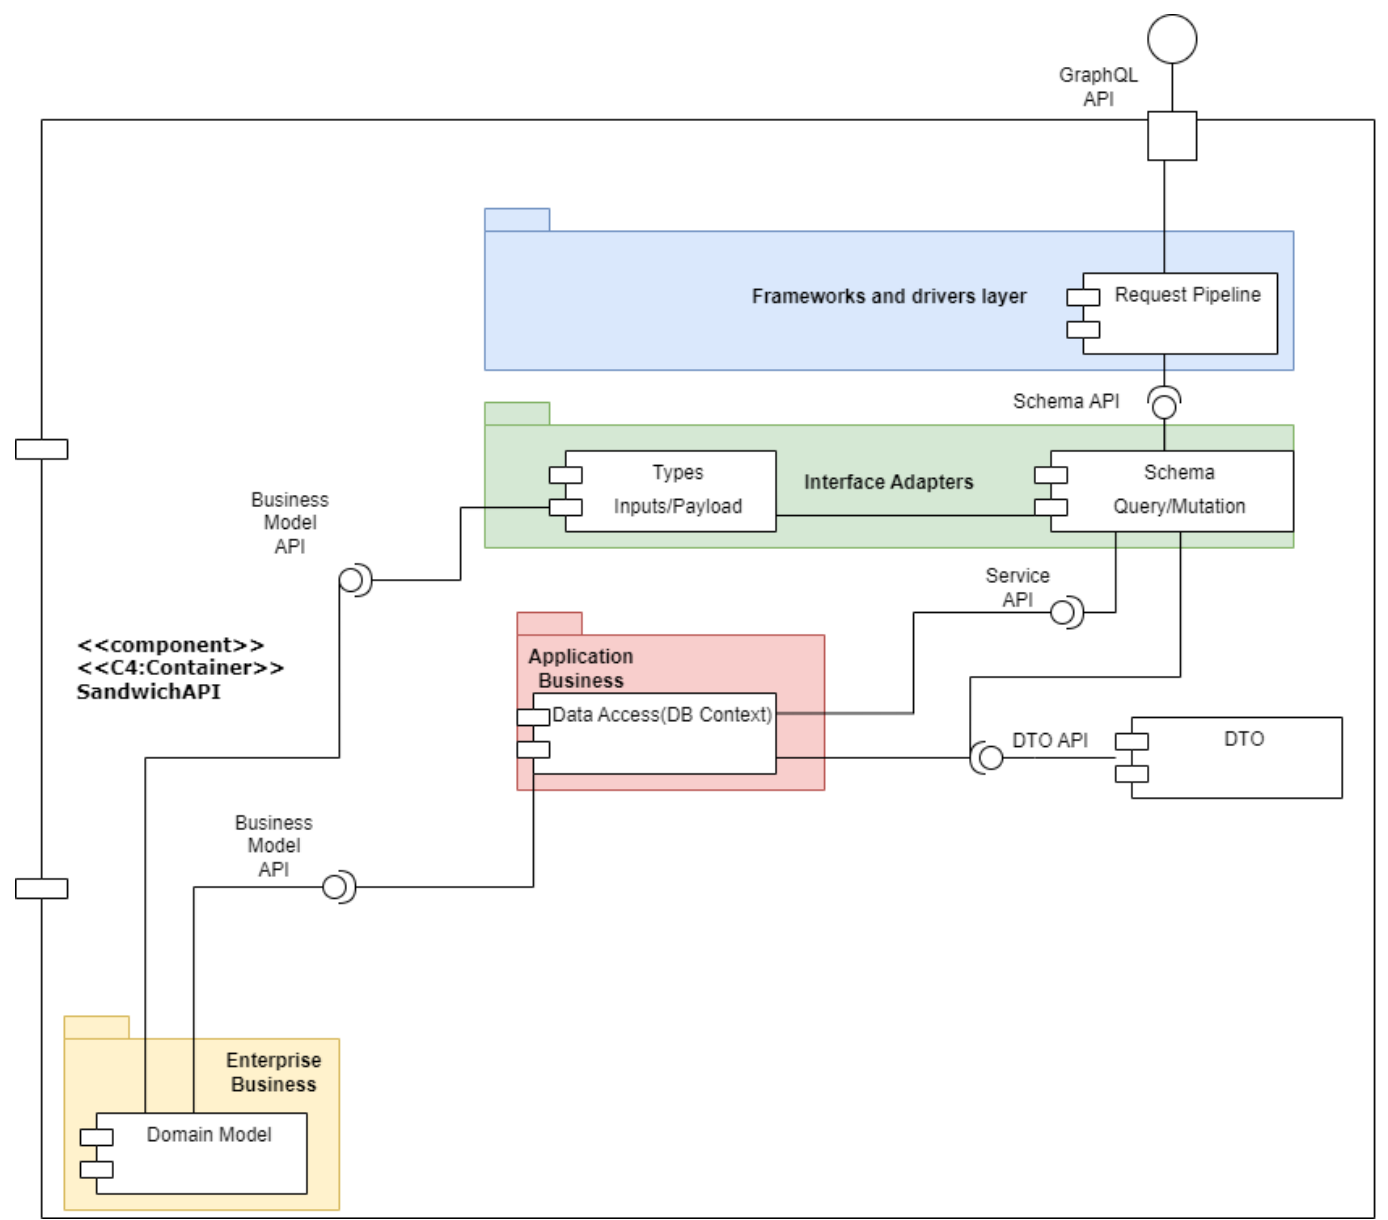 GraphQL
API
Frameworks and drivers layer
Request Pipeline
Schema API
Types
Inputs/Payload
Interface Adapters
Schema
Query/Mutation
Business
Model
API
Service
API
<<component>>
<<C4:Container>>
SandwichAPI
Application
Business
Data Access(DB Context)
DTO API
DTO
Business
Model
API
Enterprise
Business
Domain Model